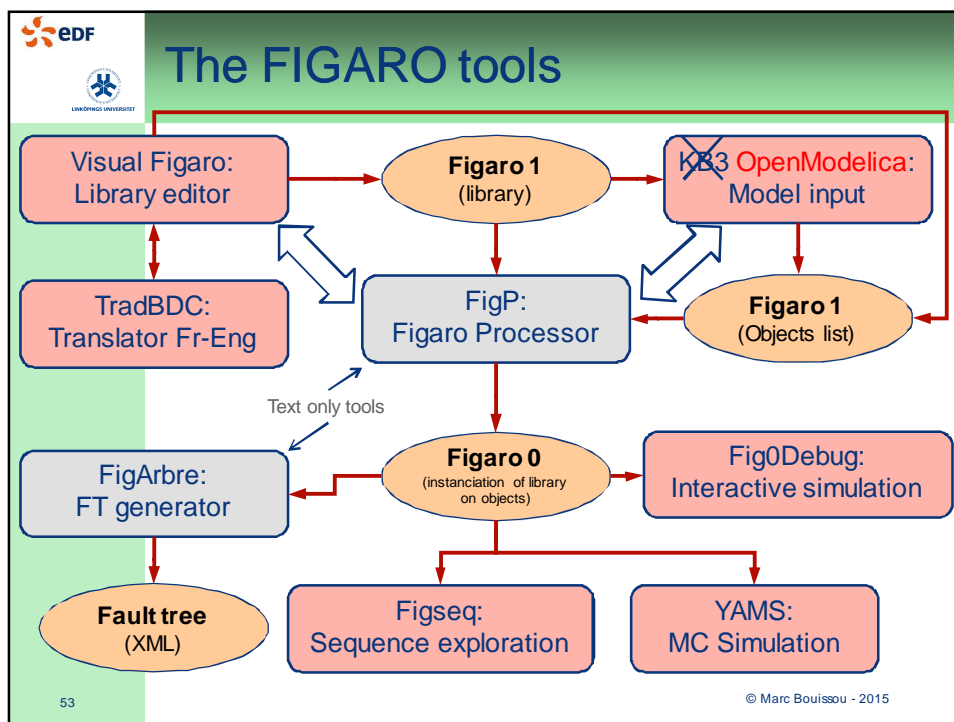 edf
LINKÖPINGS UNIVERSITET
The FIGARO tools
Visual Figaro:
Library editor
Figaro 1
(library)
KB3 OpenModelica:
Model input
TradBDC:
Translator Fr-Eng
FigP:
Figaro Processor
Figaro 1
(Objects list)
Text only tools
FigArbre:
FT generator
Figaro 0
(instanciation of library
on objects)
Fig0Debug:
Interactive simulation
Fault tree
(XML)
Figseq:
Sequence exploration
YAMS:
MC Simulation
53
© Marc Bouissou - 2015